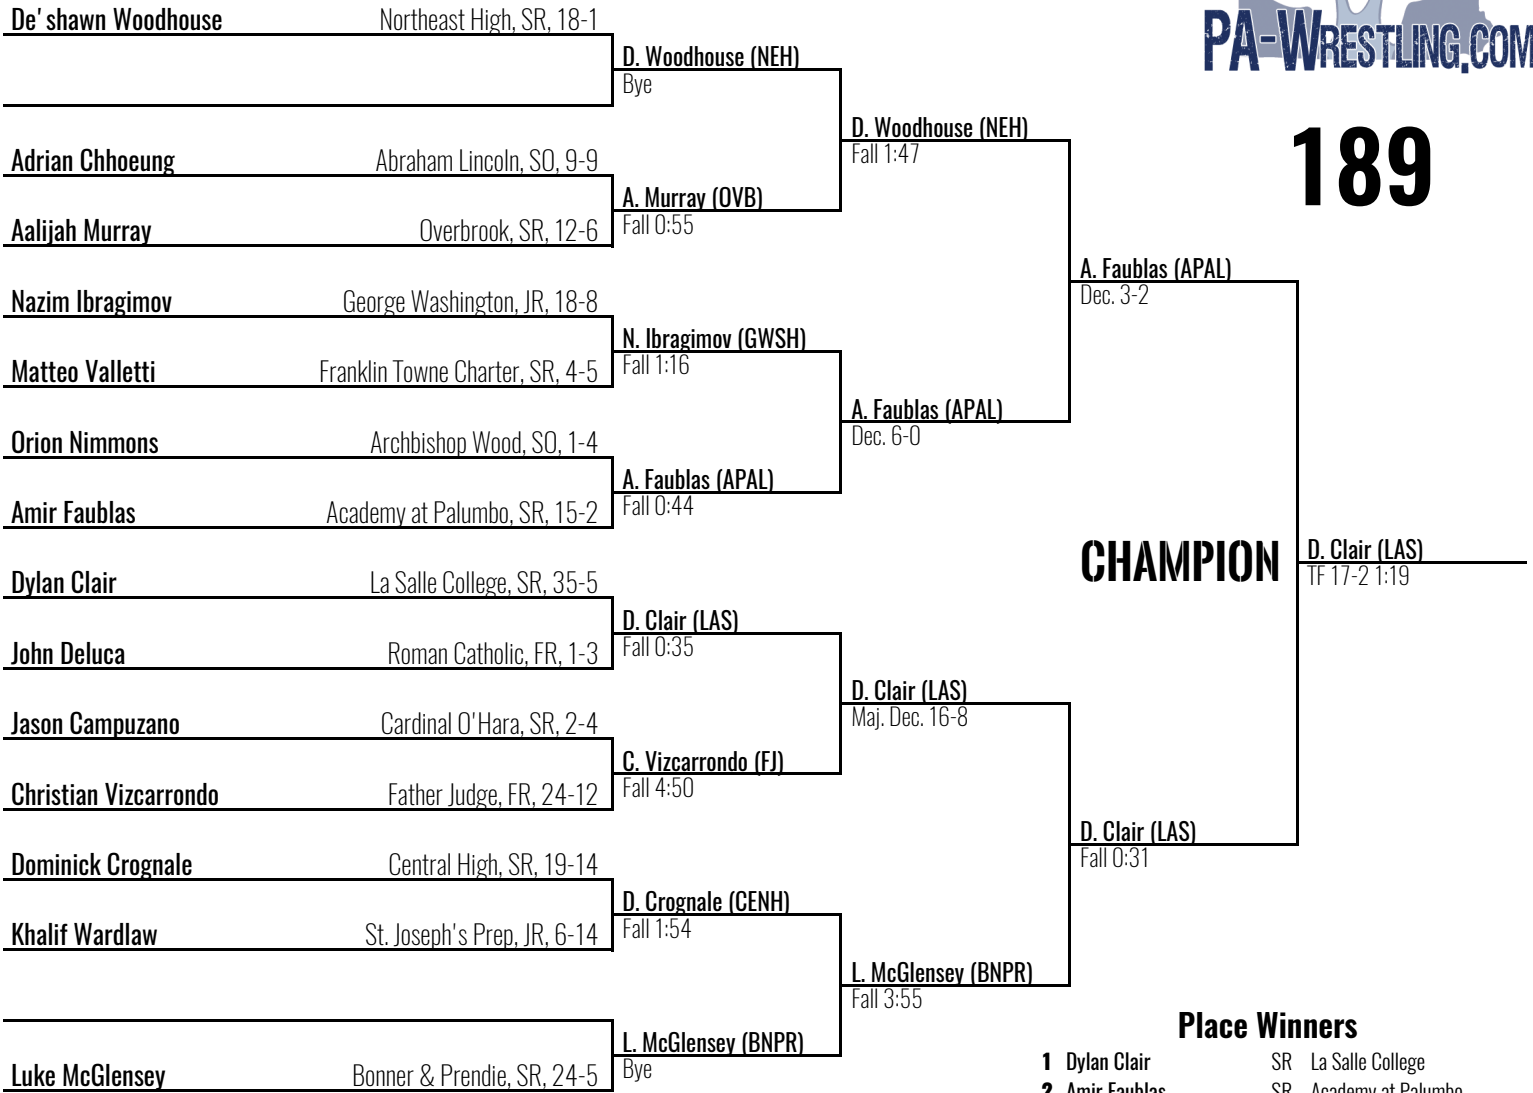 PA-WRESTLING.COM
189
De'shawn Woodhouse Northeast High, SR, 18-1
Adrian Chhoeung Abraham Lincoln, SO, 9-9
Aalijah Murray Overbrook, SR, 12-6
Nazim Ibragimov George Washington, JR, 18-8
Matteo Valletti Franklin Towne Charter, SR, 4-5
Orion Nimmons Archbishop Wood, SO, 1-4
Amir Faublas Academy at Palumbo, SR, 15-2
Dylan Clair La Salle College, SR, 35-5
John Deluca Roman Catholic, FR, 1-3
Jason Campuzano Cardinal O'Hara, SR, 2-4
Christian Vizcarrondo Father Judge, FR, 24-12
Dominick Crognale Central High, SR, 19-14
Khalif Wardlaw St. Joseph's Prep, JR, 6-14
Luke McGlensey Bonner & Prendie, SR, 24-5
D. Woodhouse (NEH)
Bye
A. Murray (OVB)
Fall 0:55
N. Ibragimov (GWSH)
Fall 1:16
A. Faublas (APAL)
Fall 0:44
D. Clair (LAS)
Fall 0:35
C. Vizcarrondo (FJ)
Fall 4:50
D. Crognale (CENH)
Fall 1:54
L. McGlensey (BNPR)
Bye
D. Woodhouse (NEH)
Fall 1:47
A. Faublas (APAL)
Dec. 6-0
D. Clair (LAS)
Maj. Dec. 16-8
L. McGlensey (BNPR)
Fall 3:55
A. Faublas (APAL)
Dec. 3-2
D. Clair (LAS)
Fall 0:31
CHAMPION
D. Clair (LAS)
TF 17-2 1:19
Place Winners
1 Dylan Clair SR La Salle College
2 Amir Faublas SR Academy at Palumbo